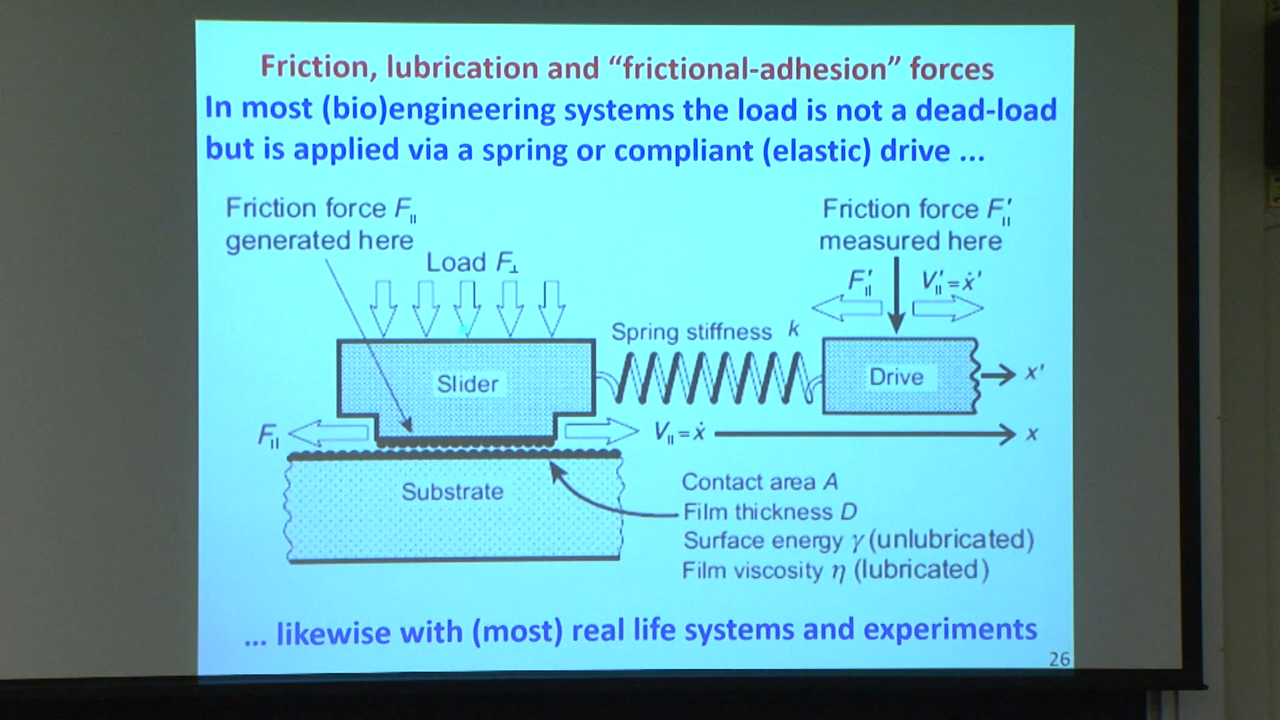 Friction, lubrication and “frictional-adhesion” forces
In most (bio)engineering systems the load is not a dead-load
but is applied via a spring or compliant (elastic) drive ...
Friction force F||
generated here
Load F⊥
Friction force F'||
measured here
F'||
V'|| = ẋ'
Spring stiffness k
Slider
Drive
x'
F||
V|| = ẋ
x
Substrate
Contact area A
Film thickness D
Surface energy γ (unlubricated)
Film viscosity η (lubricated)
... likewise with (most) real life systems and experiments
26